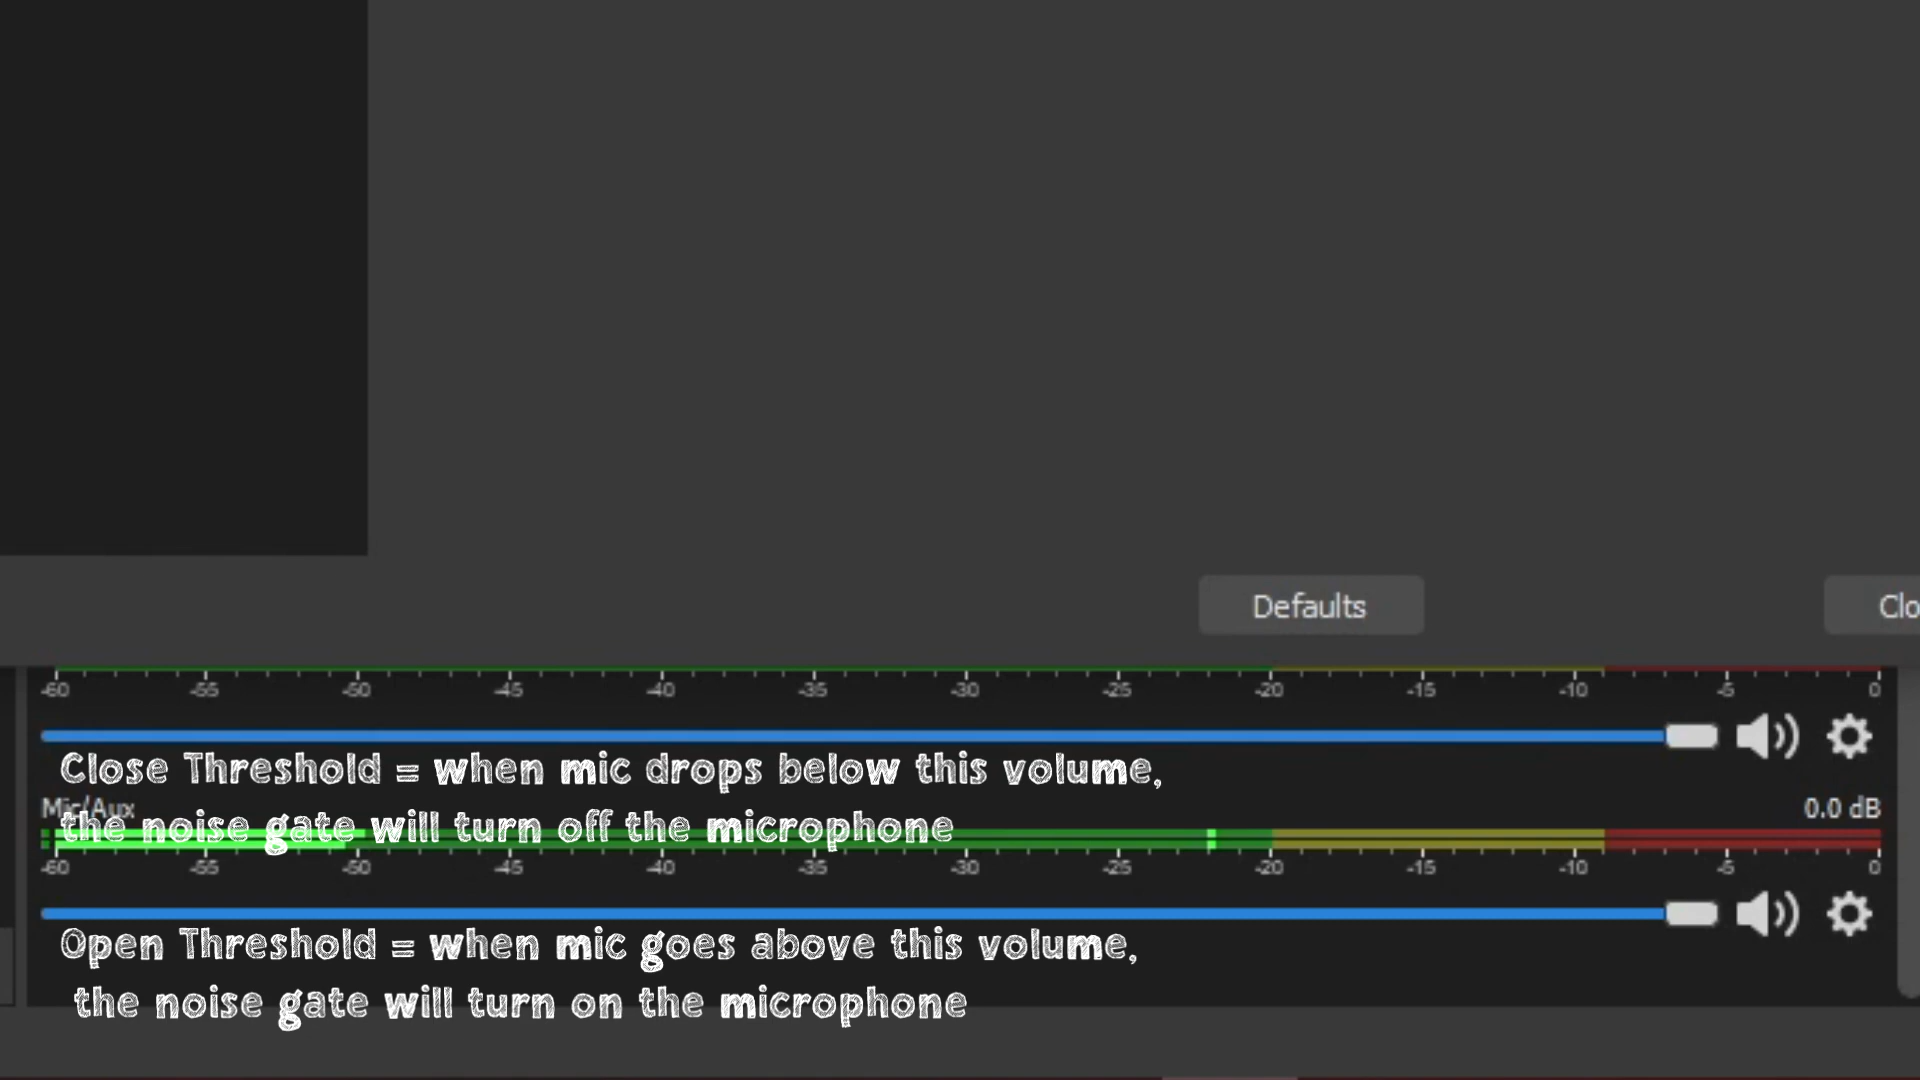 Defaults
Clo
-60 -55 -50 -45 -40 -35 -30 -25 -20 -15 -10 -5 0
Close Threshold = when mic drops below this volume,
Mic/Aux 0.0 dB
the noise gate will turn off the microphone
-60 -55 -50 -45 -40 -35 -30 -25 -20 -15 -10 -5 0
Open Threshold = when mic goes above this volume,
the noise gate will turn on the microphone